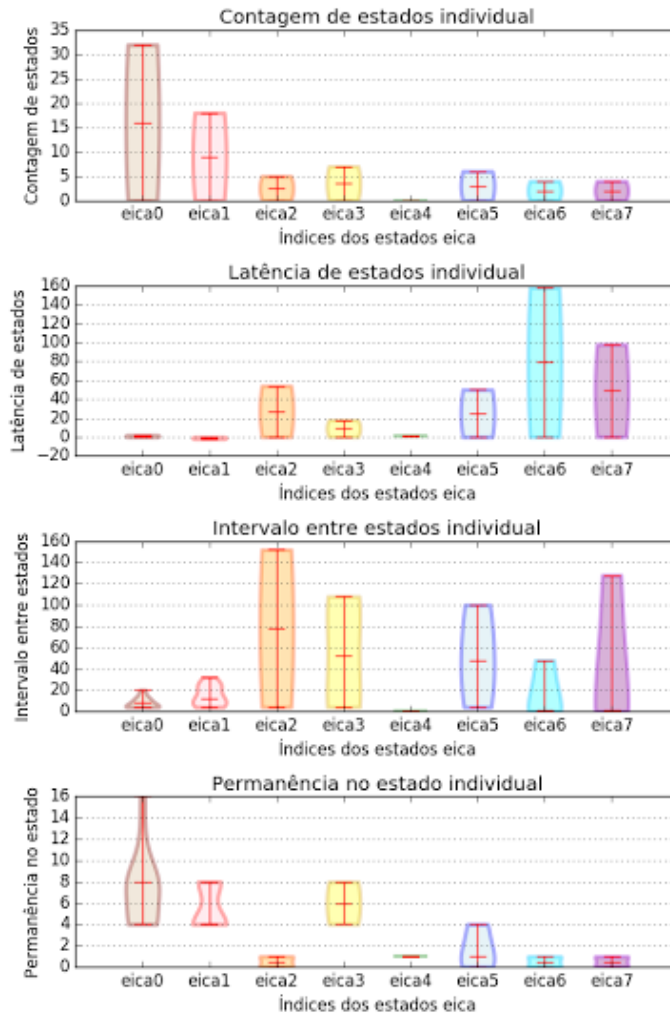 Contagem de estados individual
Contagem de estados
35
30
25
20
15
10
5
0
eica0 eica1 eica2 eica3 eica4 eica5 eica6 eica7
Índices dos estados eica
Latência de estados individual
Latência de estados
160
140
120
100
80
60
40
20
0
−20
eica0 eica1 eica2 eica3 eica4 eica5 eica6 eica7
Índices dos estados eica
Intervalo entre estados individual
Intervalo entre estados
160
140
120
100
80
60
40
20
0
eica0 eica1 eica2 eica3 eica4 eica5 eica6 eica7
Índices dos estados eica
Permanência no estado individual
Permanência no estado
16
14
12
10
8
6
4
2
0
eica0 eica1 eica2 eica3 eica4 eica5 eica6 eica7
Índices dos estados eica